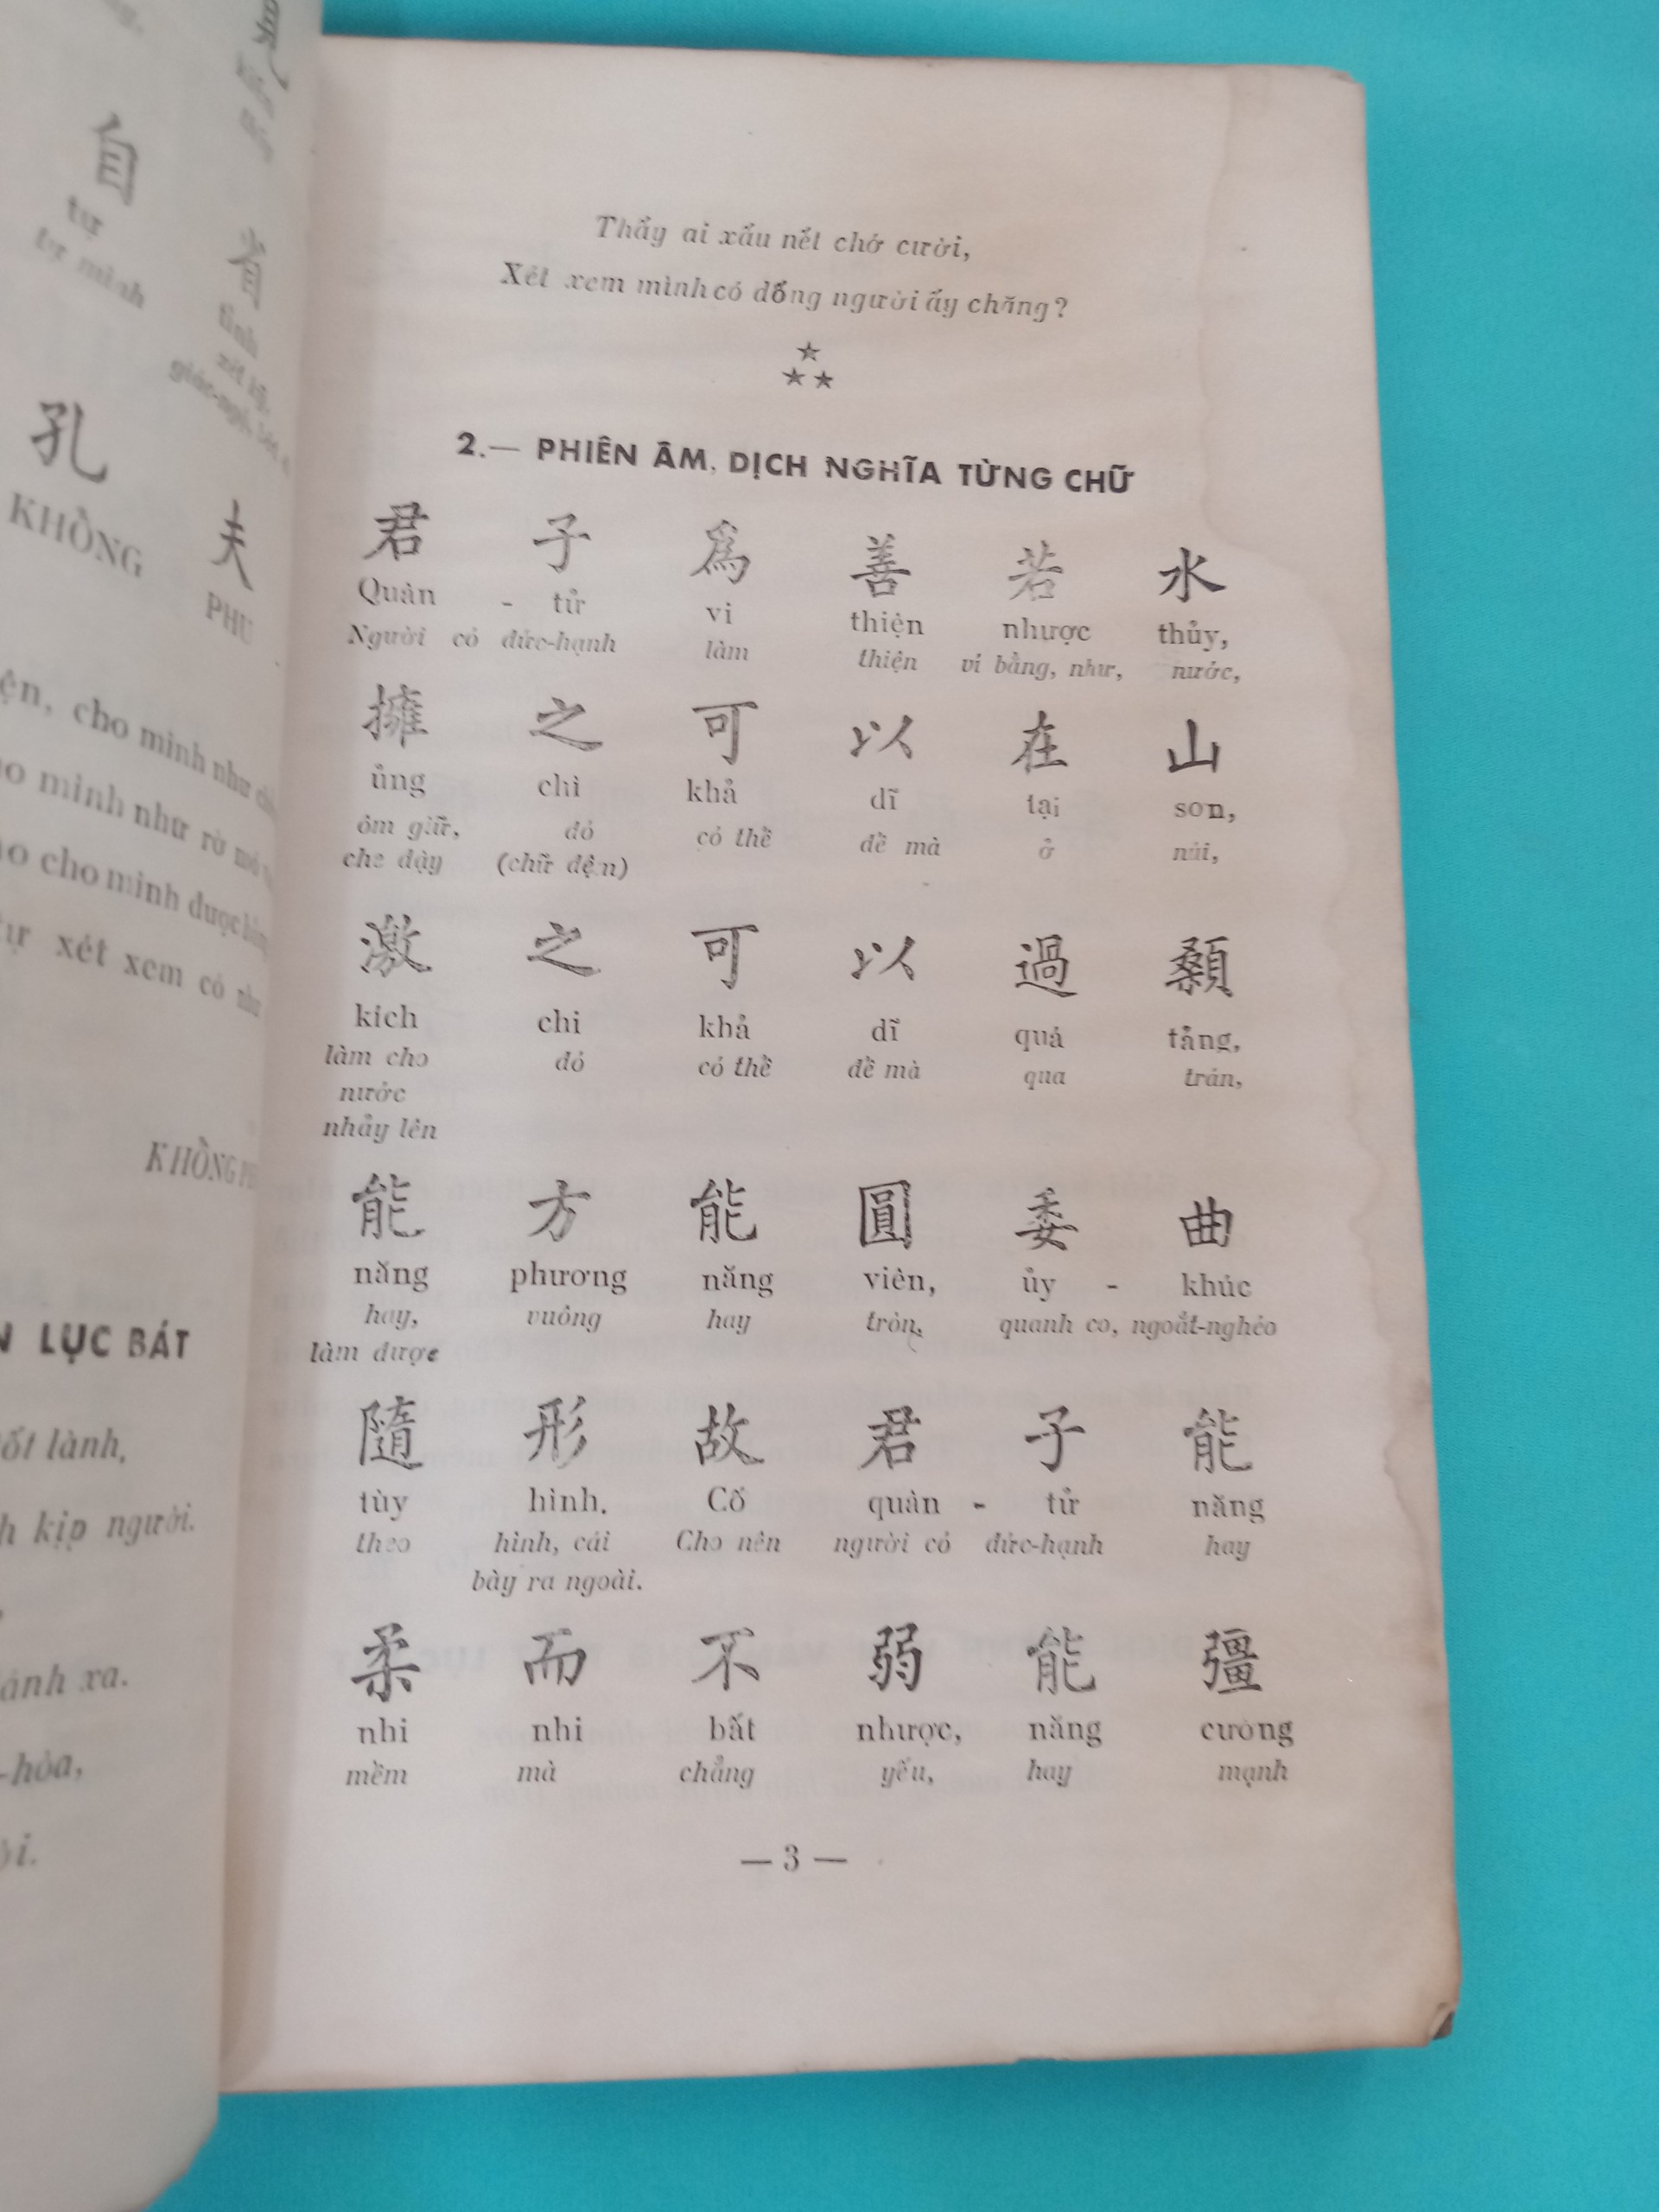 自
tự
tự mình
省
tỉnh
xét kỹ,
孔
KHỔNG
夫
PHU
cho mình như
mình như rờ mó
cho mình được
xét xem có như
KHỔNG
LỤC BÁT
lành,
kịp người.
ánh xa.
-hòa,
Thấy ai xấu nết chớ cười,
Xét xem mình có đồng người ấy chăng?
★
★ ★
2.— PHIÊN ÂM, DỊCH NGHĨA TỪNG CHỮ
君 子 爲 善 若 水
Quân - tử vi thiện nhược thủy,
Người có đức-hạnh làm thiện ví bằng, như, nước,
擁 之 可 以 在 山
ủng chi khả dĩ tại sơn,
ôm giữ, đó có thể để mà ở núi,
che đậy (chữ đệm)
激 之 可 以 過 顙
kích chi khả dĩ quá tảng,
làm cho đó có thể để mà qua trán,
nước
nhảy lên
能 方 能 圓 委 曲
năng phương năng viên, ủy - khúc
hay, vuông hay tròn, quanh co, ngoắt-nghéo
làm được
隨 形 故 君 子 能
tùy hình. Cố quân - tử năng
theo hình, cái Cho nên người có đức-hạnh hay
bày ra ngoài.
柔 而 不 弱 能 彊
nhi nhi bất nhược, năng cường
mềm mà chẳng yếu, hay mạnh
— 3 —